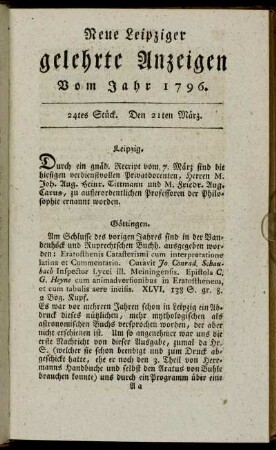 Neue Leipziger
gelehrte Anzeigen
Vom Jahr 1796.
24tes Stück. Den 21ten März.
Leipzig.
Durch ein gnäd. Rescript vom 7. März sind die
hiesigen verdienstvollen Privatdocenten, Herren M.
Joh. Aug. Heinr. Tittmann und M. Friedr. Aug.
Carus, zu außerordentlichen Professoren der Philo-
sophie ernannt worden.
Göttingen.
Am Schlusse des vorigen Jahres sind in der Van-
denhöck und Ruprechtschen Buchh. ausgegeben wor-
den: Eratosthenis Catasterismi cum interpretatione
latina et Commentario. Curavit Jo Conrad. Schau-
bach Inspector Lycei ill. Meiningensis. Epistola C.
G. Heyne cum animadversionibus in Eratosthenem,
et cum tabulis aere incisis. XLVI. 138 S. gr. 8.
2 Bog. Kupf.
Es war vor mehreren Jahren schon in Leipzig ein Ab-
druck dieses nützlichen, mehr mythologischen als
astronomischen Buchs versprochen worden, der aber
nicht erschienen ist. Um so angenehmer war uns die
erste Nachricht von dieser Ausgabe, zumal da Hr.
S. (welcher sie schon beendigt und zum Druck ab-
geschickt hatte, ehe er noch den 3. Theil von Herr-
manns Handbuche und selbst den Aratus von Buhle
brauchen konnte) uns durch ein Programm über eine
A a